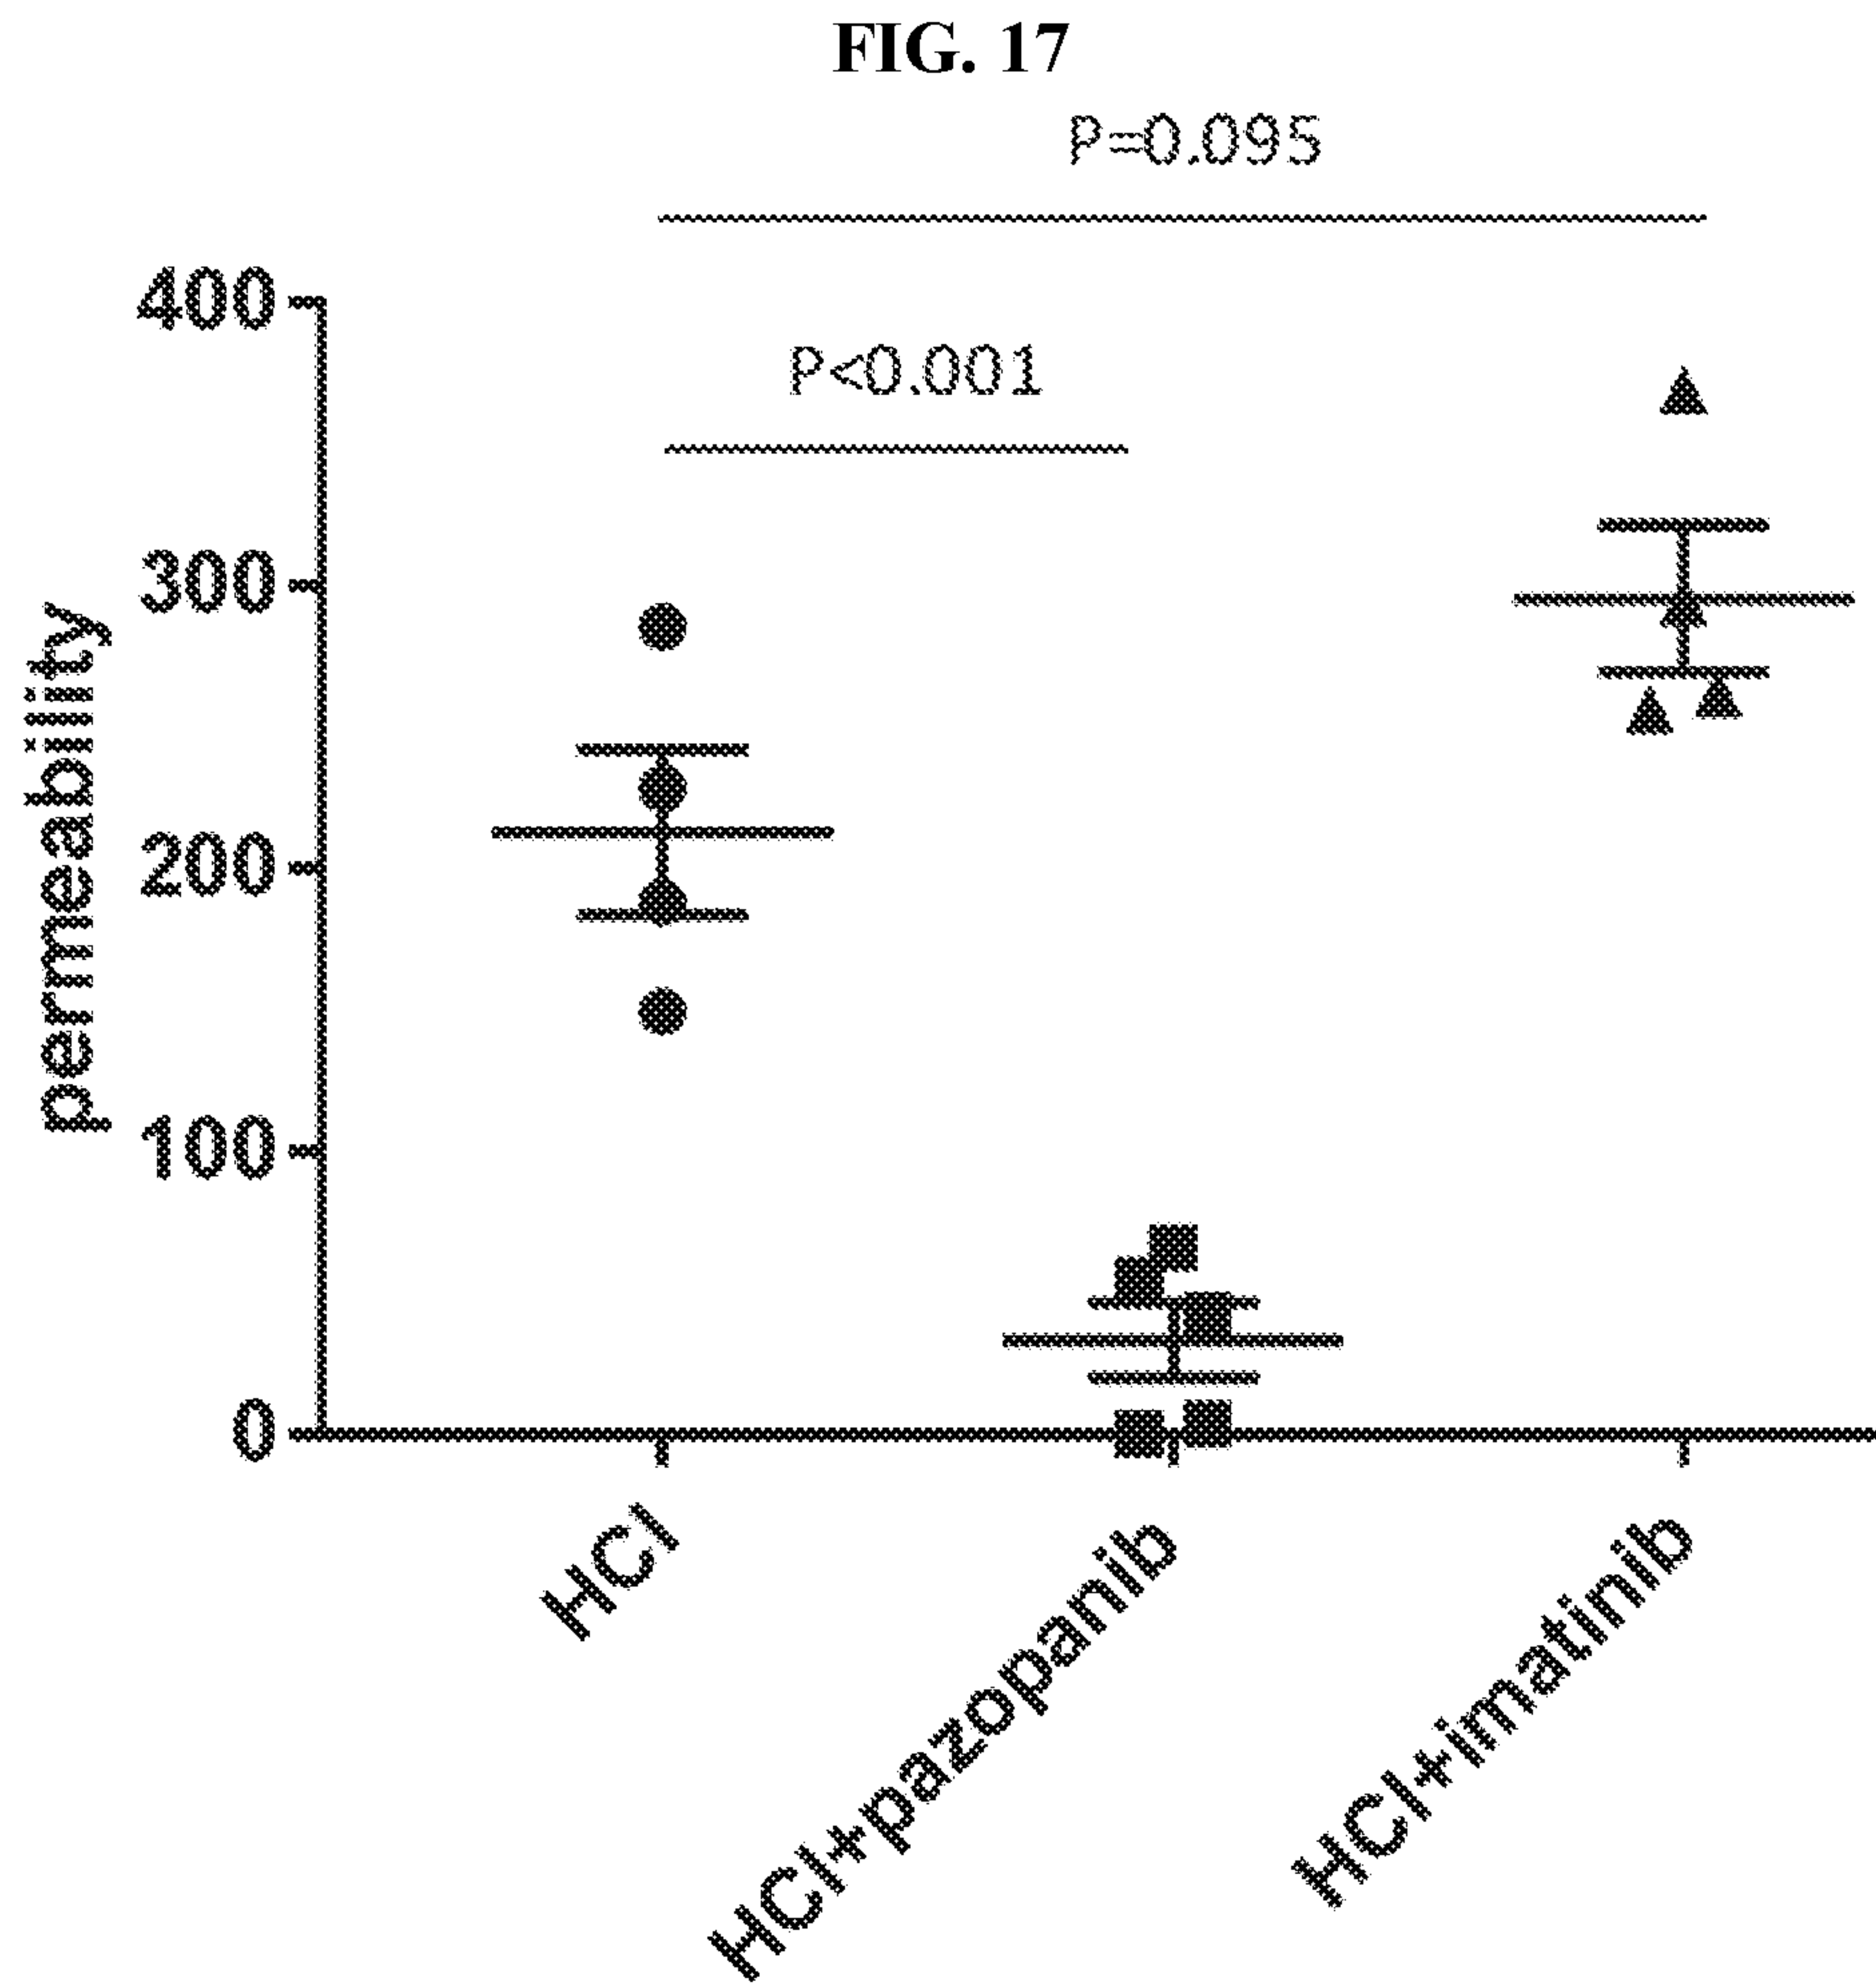 FIG. 17
P=0.095
400
P<0.001
300
200
100
0
permeability
HCl
HCl+pazopanib
HCl+imatinib